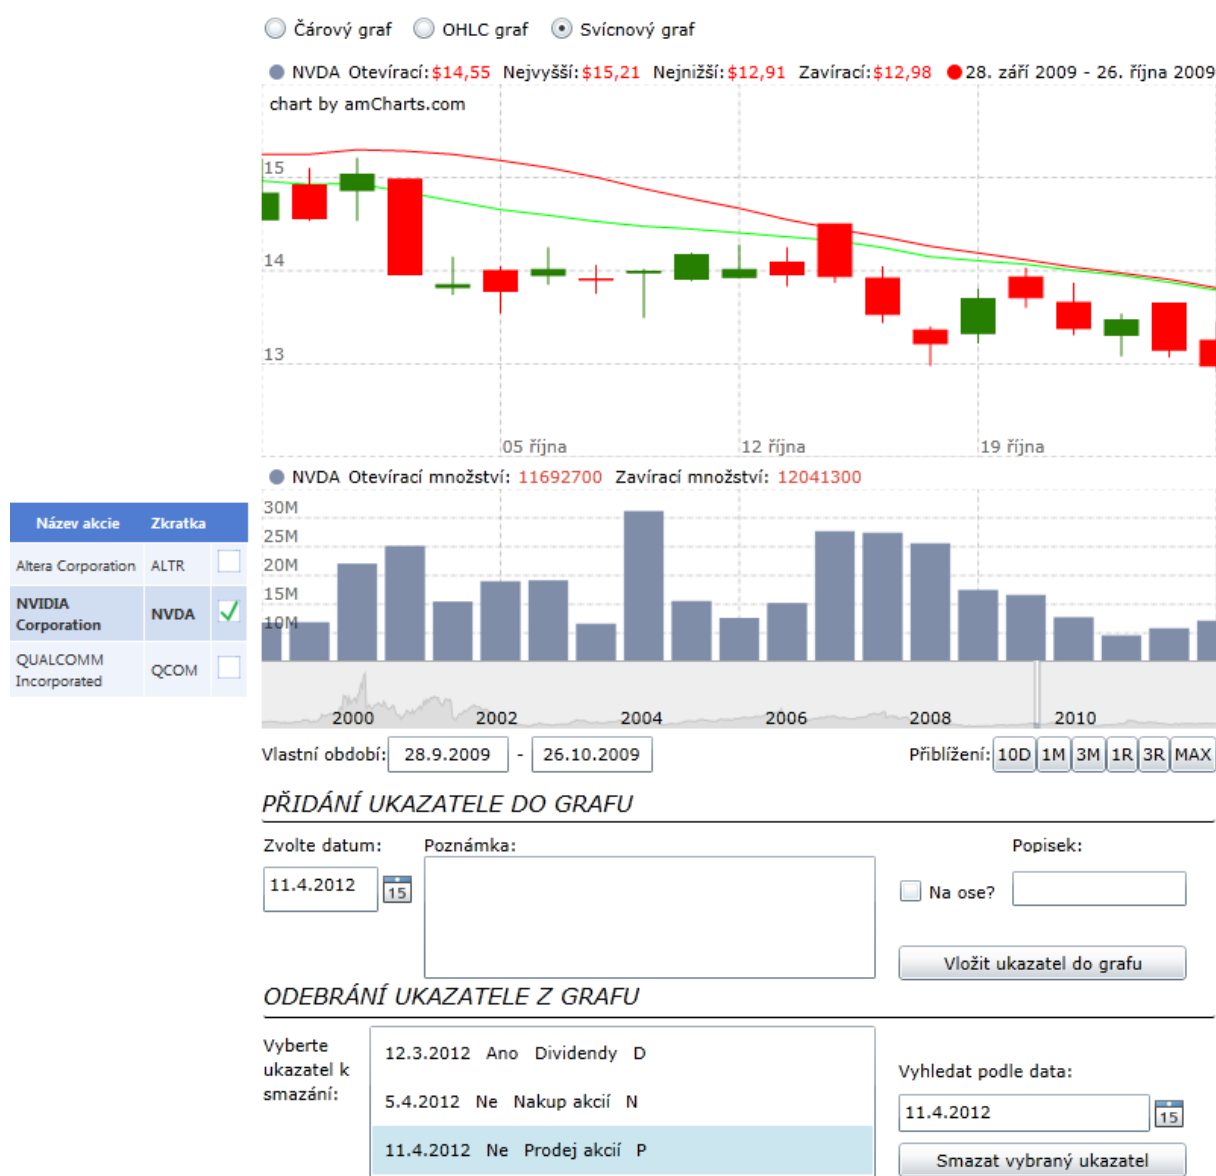 Čárový graf OHLC graf Svícnový graf
NVDA Otevírací:$14,55 Nejvyšší:$15,21 Nejnižší:$12,91 Zavírací:$12,98 28. září 2009 - 26. října 2009
chart by amCharts.com
15
14
13
05 října 12 října 19 října
NVDA Otevírací množství: 11692700 Zavírací množství: 12041300
30M
25M
20M
15M
10M
Název akcie Zkratka
Altera Corporation ALTR
NVIDIA
Corporation NVDA
QUALCOMM
Incorporated QCOM
2000 2002 2004 2006 2008 2010
Vlastní období: 28.9.2009 - 26.10.2009 Přiblížení: 10D 1M 3M 1R 3R MAX
PŘIDÁNÍ UKAZATELE DO GRAFU
Zvolte datum: Poznámka: Popisek:
11.4.2012 15 Na ose?
Vložit ukazatel do grafu
ODEBRÁNÍ UKAZATELE Z GRAFU
Vyberte
ukazatel k
smazání:
12.3.2012 Ano Dividendy D
5.4.2012 Ne Nakup akcií N
11.4.2012 Ne Prodej akcií P
Vyhledat podle data:
11.4.2012 15
Smazat vybraný ukazatel